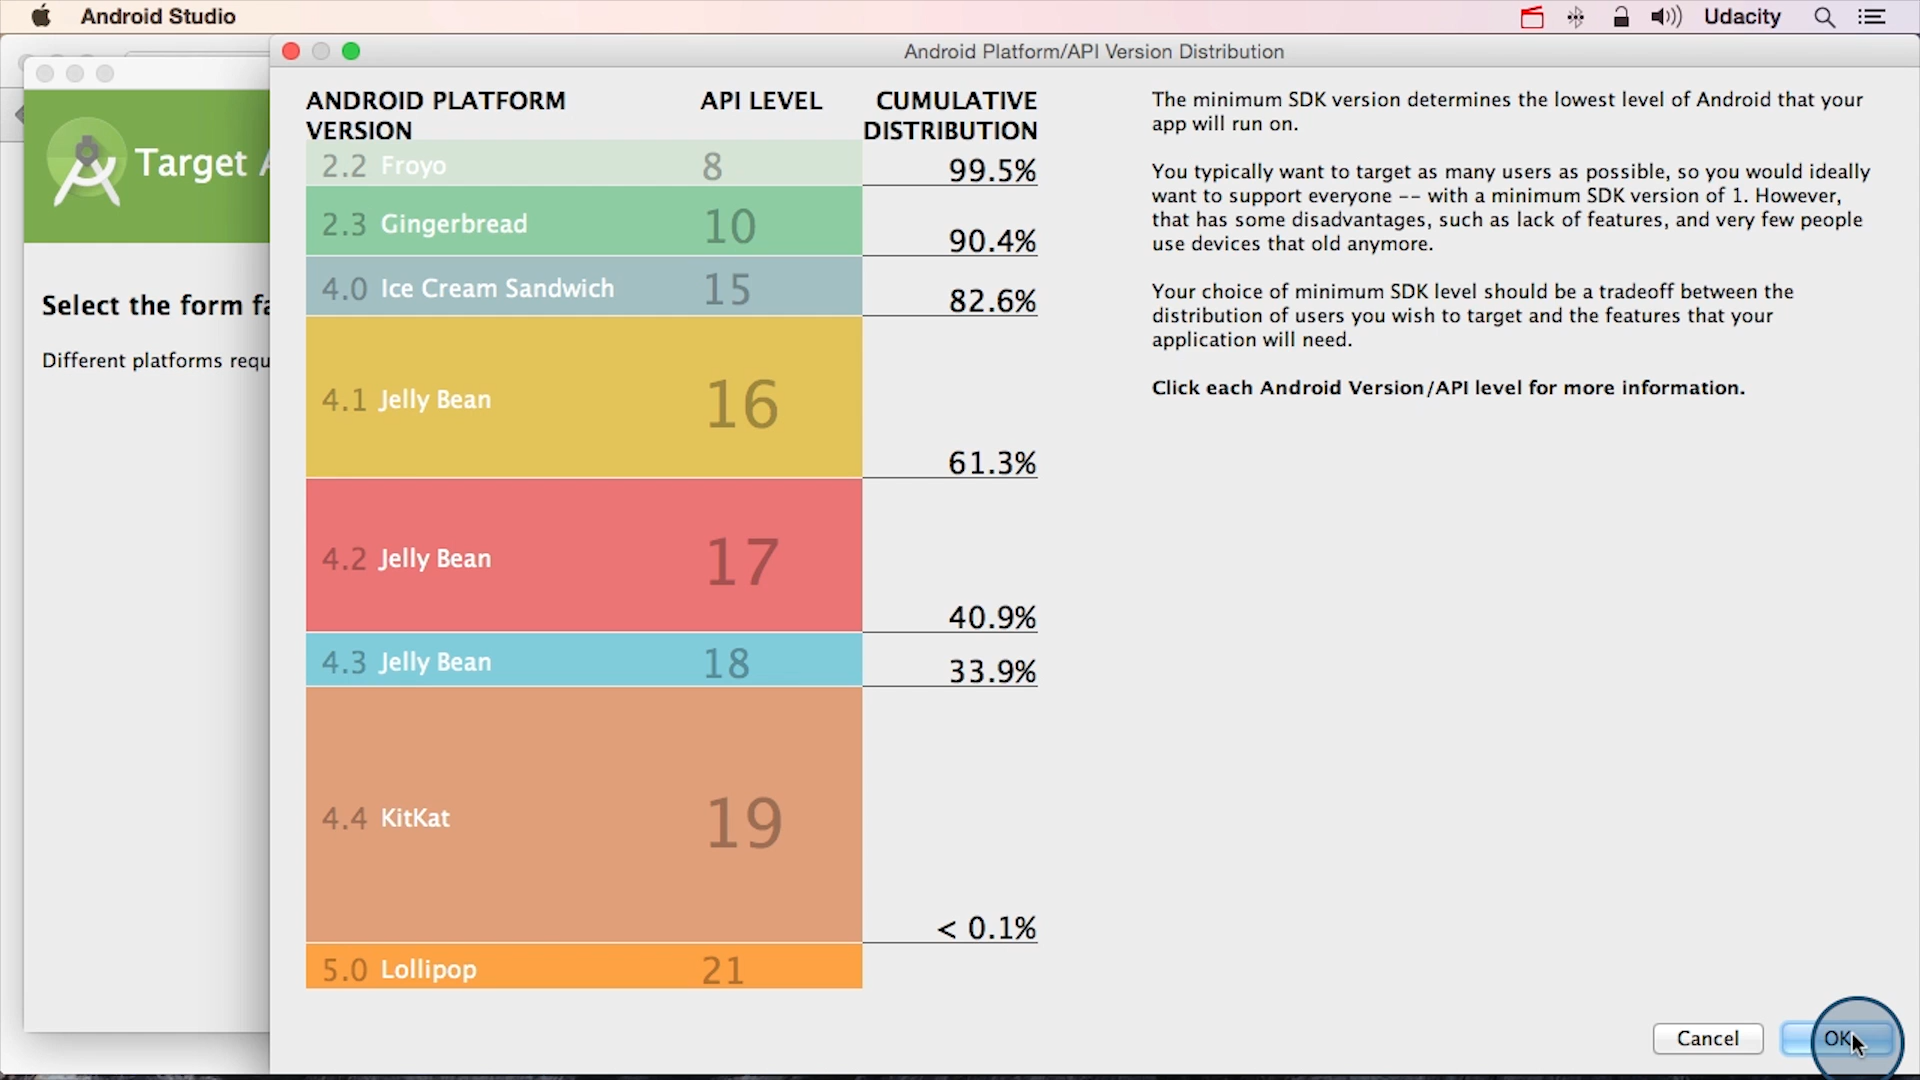 Android Studio
Udacity
Android Platform/API Version Distribution
Target A
Select the form fa
Different platforms requ
ANDROID PLATFORM VERSION
API LEVEL
CUMULATIVE DISTRIBUTION
2.2 Froyo 8
99.5%
2.3 Gingerbread 10
90.4%
4.0 Ice Cream Sandwich 15
82.6%
4.1 Jelly Bean 16
61.3%
4.2 Jelly Bean 17
40.9%
4.3 Jelly Bean 18
33.9%
4.4 KitKat 19
< 0.1%
5.0 Lollipop 21
The minimum SDK version determines the lowest level of Android that your
app will run on.
You typically want to target as many users as possible, so you would ideally
want to support everyone -- with a minimum SDK version of 1. However,
that has some disadvantages, such as lack of features, and very few people
use devices that old anymore.
Your choice of minimum SDK level should be a tradeoff between the
distribution of users you wish to target and the features that your
application will need.
Click each Android Version/API level for more information.
Cancel
OK